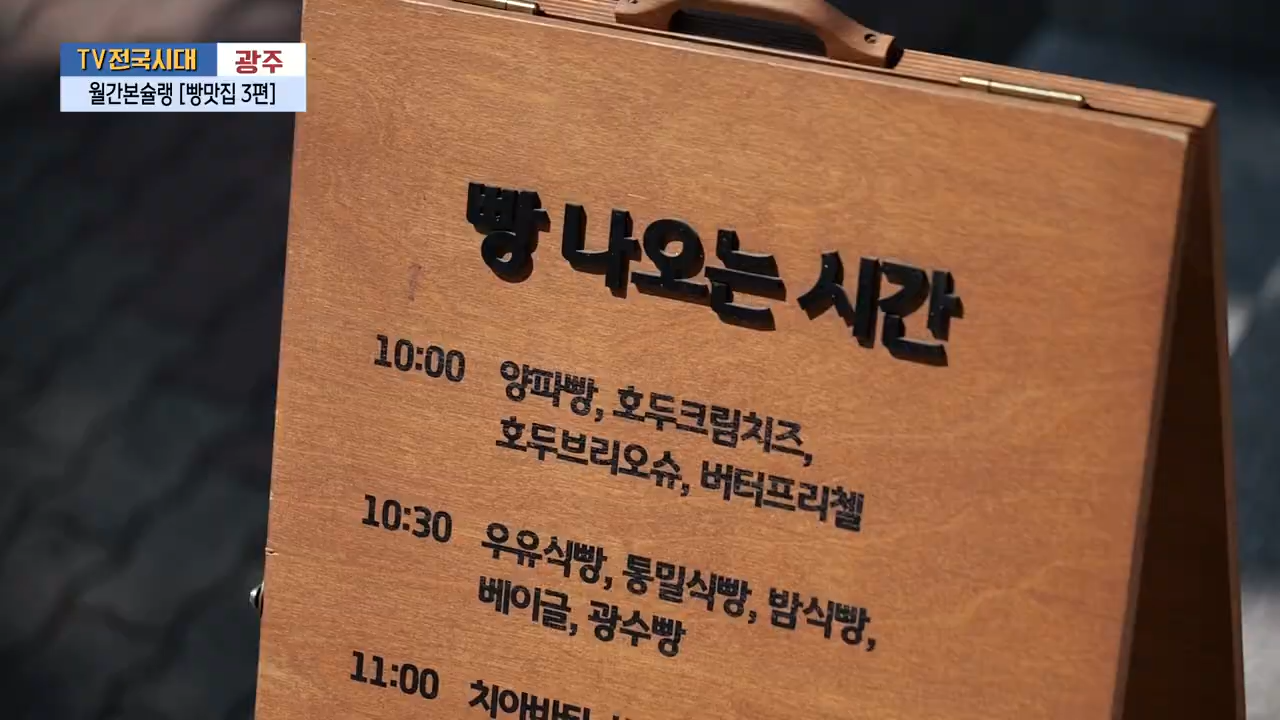 TV전국시대 광주
월간본슐랭 [빵맛집 3편]
빵 나오는 시간
10:00 양파빵, 호두크림치즈,
호두브리오슈, 버터프리첼
10:30 우유식빵, 통밀식빵, 밤식빵,
베이글, 광수빵
11:00